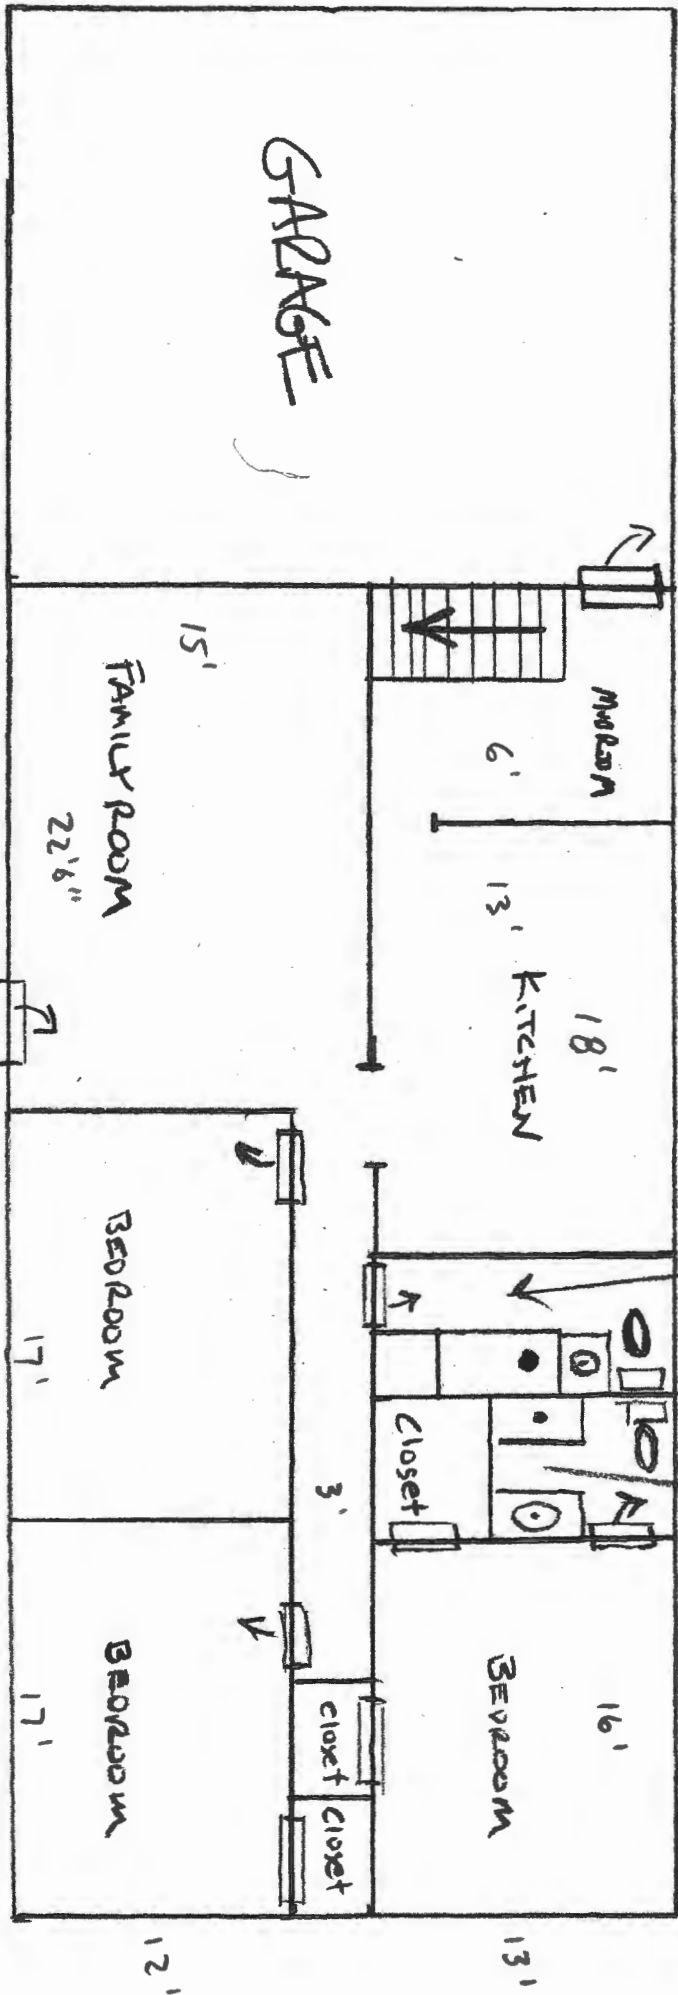 GARAGE
MUDROOM
6'
15'
FAMILY ROOM
22'6"
18'
13' KITCHEN
BEDROOM
17'
3'
Closet
16'
BEDROOM
13'
closet
Closet
BEDROOM
17'
12'